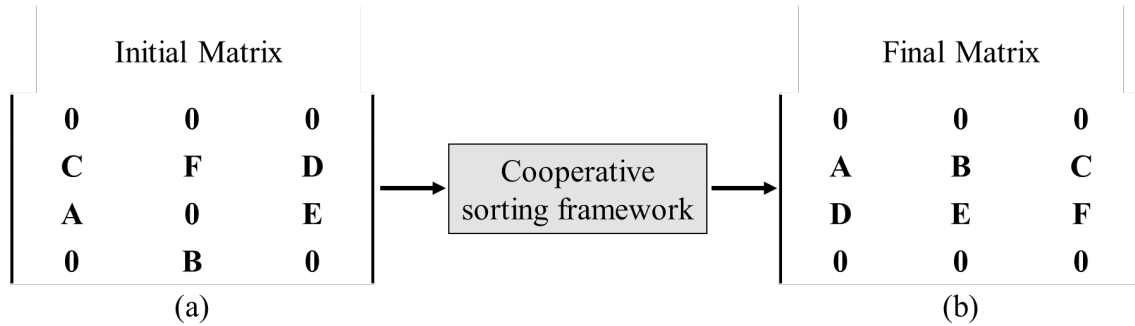 Initial Matrix
0 0 0
C F D
A 0 E
0 B 0
(a)
Cooperative
sorting framework
Final Matrix
0 0 0
A B C
D E F
0 0 0
(b)